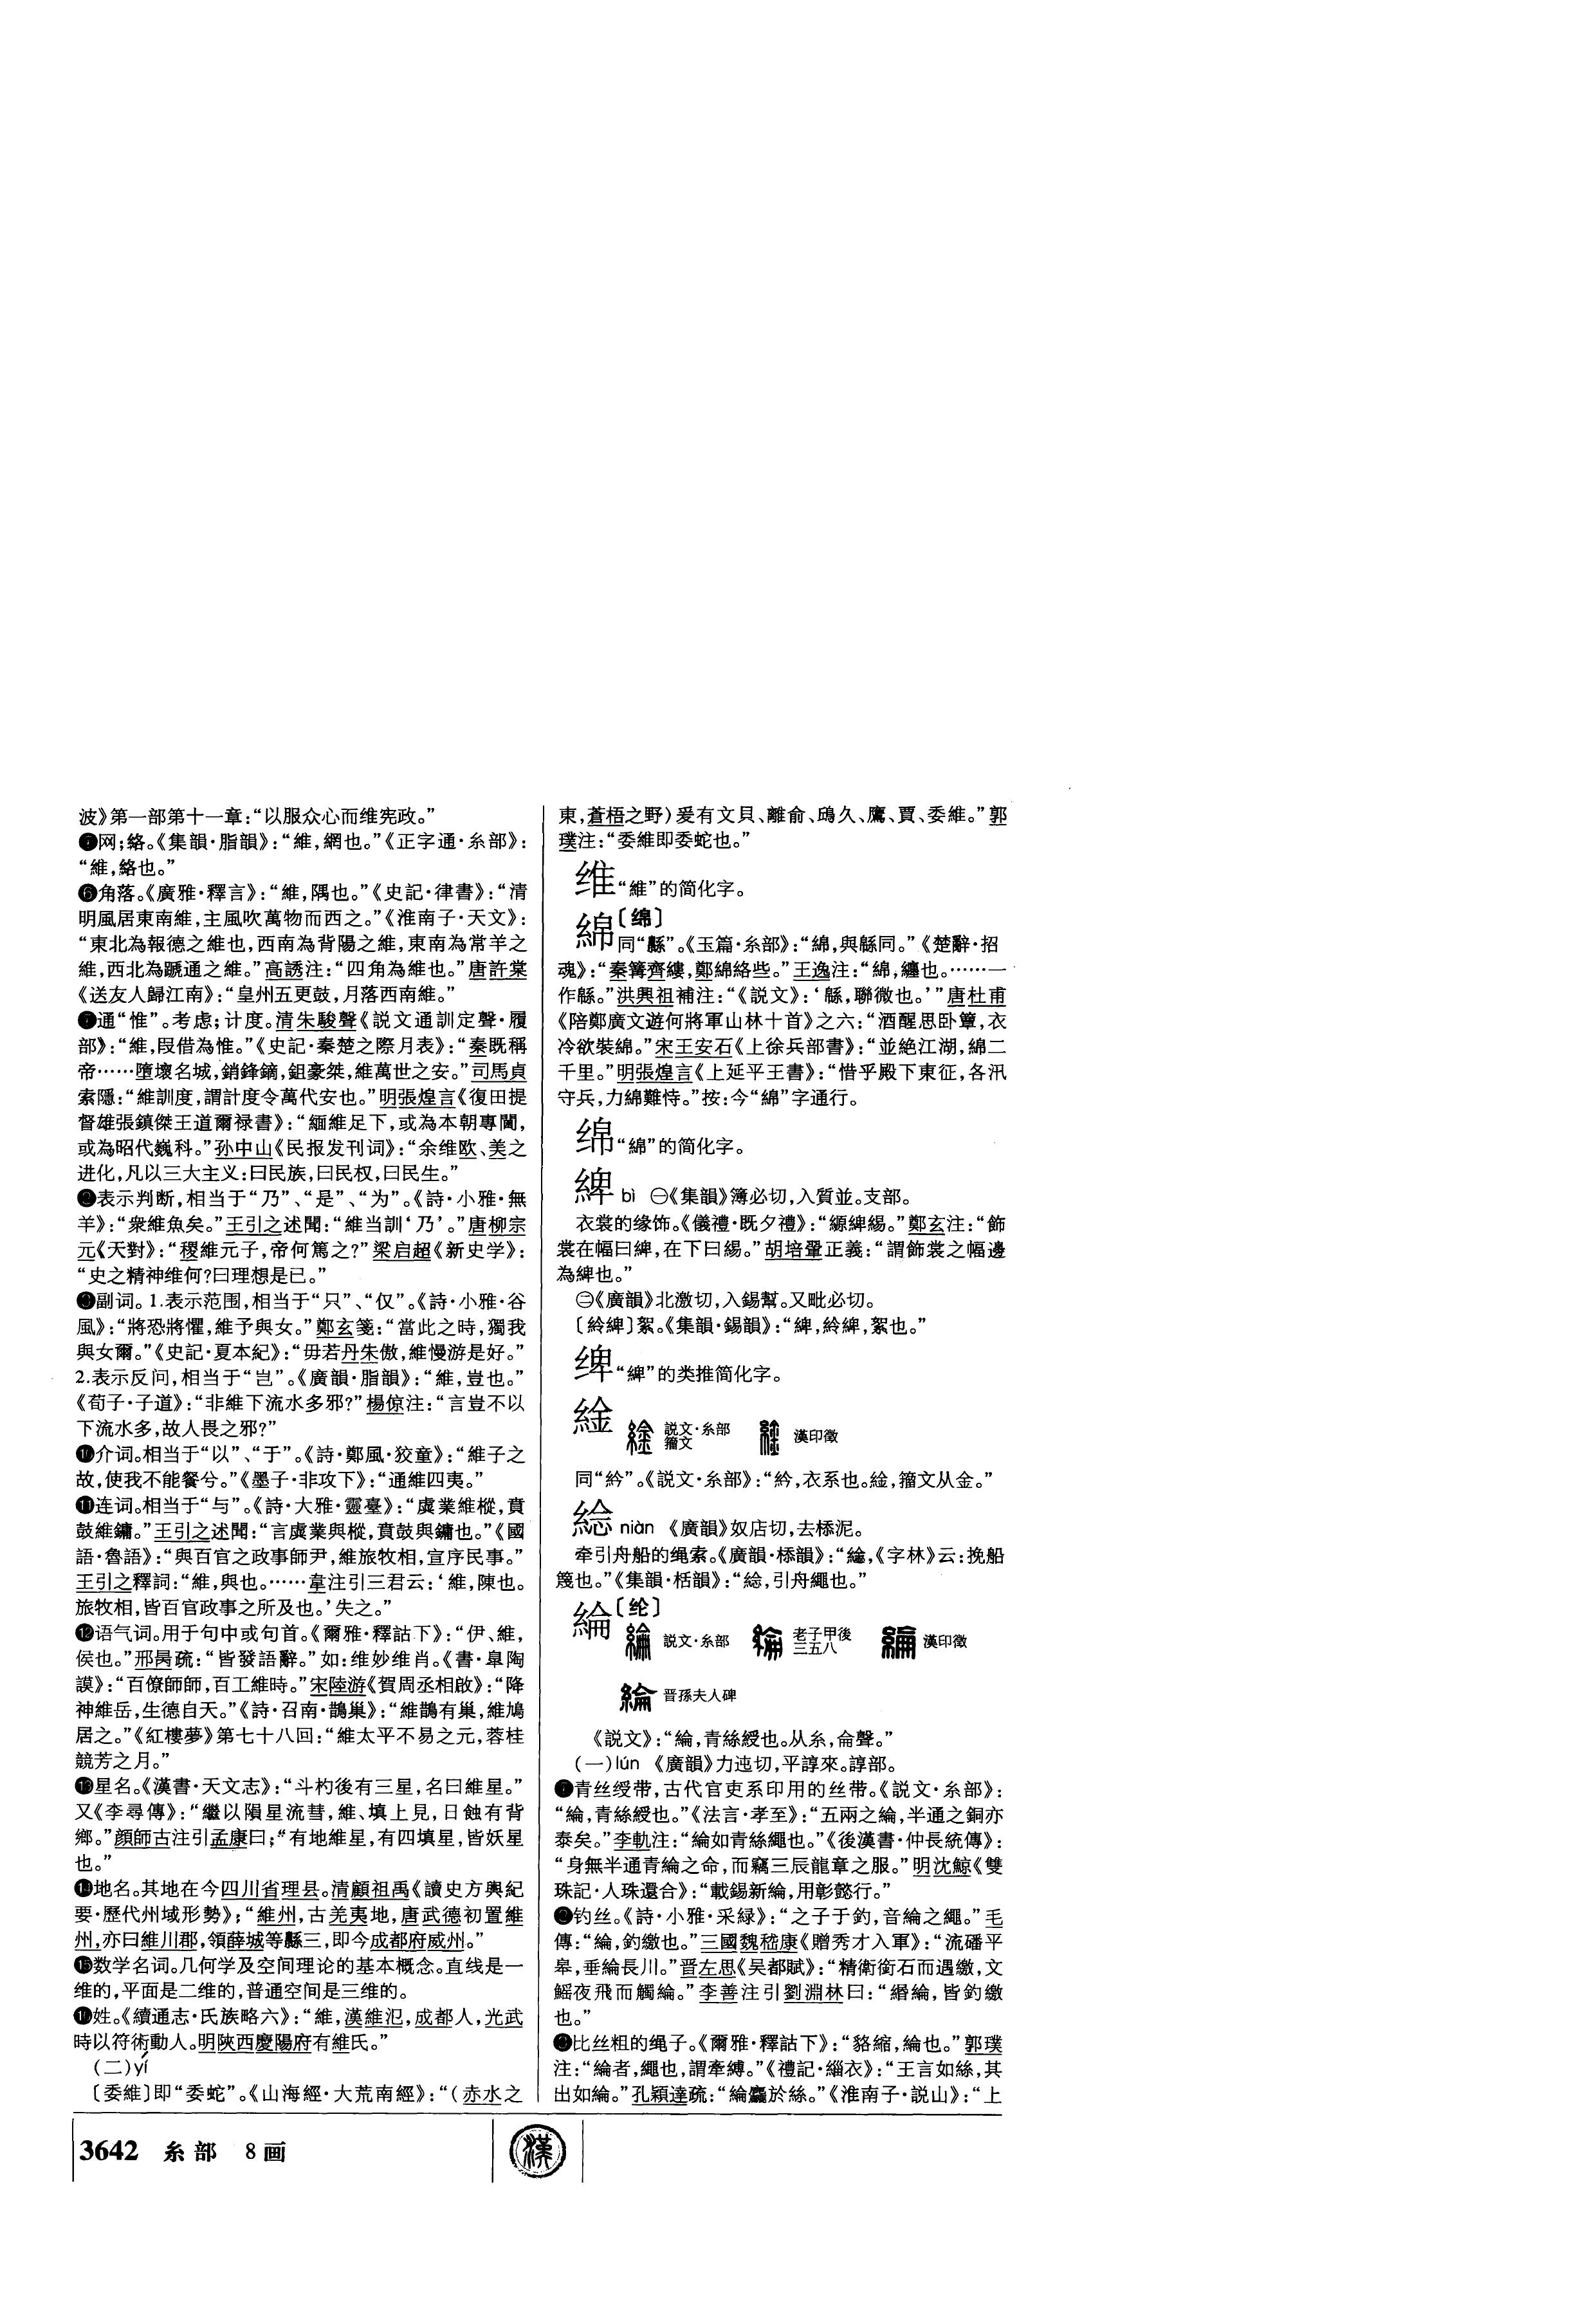 波》第一部第十一章：“以服众心而维宪政。”
❺网；络。《集韻·脂韻》：“維，網也。”《正字通·糸部》：
“維，絡也。”
❻角落。《廣雅·釋言》：“維，隅也。”《史記·律書》：“清
明風居東南維，主風吹萬物而西之。”《淮南子·天文》：
“東北為報德之維也，西南為背陽之維，東南為常羊之
維，西北為蹏通之維。”高誘注：“四角為維也。”唐許棠
《送友人歸江南》：“皇州五更鼓，月落西南維。”
❼通“惟”。考虑；计度。清朱駿聲《説文通訓定聲·履
部》：“維，叚借為惟。”《史記·秦楚之際月表》：“秦既稱
帝……墮壞名城，銷鋒鏑，鉏豪桀，維萬世之安。”司馬貞
索隱：“維訓度，謂計度令萬代安也。”明張煌言《復田提
督雄張鎮傑王道爾禄書》：“緬維足下，或為本朝專閫，
或為昭代巍科。”孙中山《民报发刊词》：“余维欧、美之
进化，凡以三大主义：曰民族，曰民权，曰民生。”
❽表示判断，相当于“乃”、“是”、“为”。《詩·小雅·無
羊》：“衆維魚矣。”王引之述聞：“維当訓‘乃’。”唐柳宗
元《天對》：“稷維元子，帝何篤之？”梁启超《新史学》：
“史之精神维何？曰理想是已。”
❾副词。1.表示范围，相当于“只”、“仅”。《詩·小雅·谷
風》：“將恐將懼，維予與女。”鄭玄箋：“當此之時，獨我
與女爾。”《史記·夏本紀》：“毋若丹朱傲，維慢游是好。”
2.表示反问，相当于“岂”。《廣韻·脂韻》：“維，豈也。”
《荀子·子道》：“非維下流水多邪？”楊倞注：“言豈不以
下流水多，故人畏之邪？”
❿介词。相当于“以”、“于”。《詩·鄭風·狡童》：“維子之
故，使我不能餐兮。”《墨子·非攻下》：“通維四夷。”
⓫连词。相当于“与”。《詩·大雅·靈臺》：“虡業維樅，賁
鼓維鏞。”王引之述聞：“言虡業與樅，賁鼓與鏞也。”《國
語·魯語》：“與百官之政事師尹，維旅牧相，宣序民事。”
王引之釋詞：“維，與也。……韋注引三君云：‘維，陳也。
旅牧相，皆百官政事之所及也。’失之。”
⓬语气词。用于句中或句首。《爾雅·釋詁下》：“伊、維，
侯也。”邢昺疏：“皆發語辭。”如：维妙维肖。《書·皐陶
謨》：“百僚師師，百工維時。”宋陸游《賀周丞相啟》：“降
神維岳，生德自天。”《詩·召南·鵲巢》：“維鵲有巢，維鳩
居之。”《紅樓夢》第七十八回：“維太平不易之元，蓉桂
競芳之月。”
⓭星名。《漢書·天文志》：“斗杓後有三星，名曰維星。”
又《李尋傳》：“繼以隕星流彗，維、填上見，日蝕有背
鄉。”顔師古注引孟康曰；“有地維星，有四填星，皆妖星
也。”
⓮地名。其地在今四川省理县。清顧祖禹《讀史方輿紀
要·歷代州域形勢》；“維州，古羌夷地，唐武德初置維
州，亦曰維川郡，領薛城等縣三，即今成都府威州。”
⓯数学名词。几何学及空间理论的基本概念。直线是一
维的，平面是二维的，普通空间是三维的。
⓰姓。《續通志·氏族略六》：“維，漢維氾，成都人，光武
時以符術動人。明陝西慶陽府有維氏。”
（二）yí
〔委維〕即“委蛇”。《山海經·大荒南經》：“（赤水之
東，蒼梧之野）爰有文貝、離俞、鴟久、鷹、賈、委維。”郭
璞注：“委維即委蛇也。”
维“維”的简化字。
綿〔绵〕
同“緜”。《玉篇·糸部》：“綿，與緜同。”《楚辭·招
魂》：“秦篝齊縷，鄭綿絡些。”王逸注：“綿，纏也。……一
作緜。”洪興祖補注：“《説文》：‘緜，聯微也。’”唐杜甫
《陪鄭廣文遊何將軍山林十首》之六：“酒醒思卧簟，衣
冷欲裝綿。”宋王安石《上徐兵部書》：“並絶江湖，綿二
千里。”明張煌言《上延平王書》：“惜乎殿下東征，各汛
守兵，力綿難恃。”按：今“綿”字通行。
绵“綿”的简化字。
綼 bì ㊀《集韻》簿必切，入質並。支部。
衣裳的缘饰。《儀禮·既夕禮》：“縓綼緆。”鄭玄注：“飾
裳在幅曰綼，在下曰緆。”胡培翬正義：“謂飾裳之幅邊
為綼也。”
㊁《廣韻》北激切，入錫幫。又毗必切。
〔紷綼〕絮。《集韻·錫韻》：“綼，紷綼，絮也。”
𫄰“綼”的类推简化字。
䋮 説文·糸部籀文 漢印徵
同“紟”。《説文·糸部》：“紟，衣系也。䋮，籀文从金。”
綐 niàn 《廣韻》奴店切，去㮇泥。
牵引舟船的绳索。《廣韻·㮇韻》：“䋻，《字林》云：挽船
篾也。”《集韻·栝韻》：“䋻，引舟繩也。”
綸〔纶〕
説文·糸部 老子甲後三五八 漢印徵
晋孫夫人碑
《説文》：“綸，青絲綬也。从糸，侖聲。”
（一）lún 《廣韻》力迍切，平諄來。諄部。
❶青丝绶带，古代官吏系印用的丝带。《説文·糸部》：
“綸，青絲綬也。”《法言·孝至》：“五兩之綸，半通之銅亦
泰矣。”李軌注：“綸如青絲繩也。”《後漢書·仲長統傳》：
“身無半通青綸之命，而竊三辰龍章之服。”明沈鯨《雙
珠記·人珠還合》：“載錫新綸，用彰懿行。”
❷钓丝。《詩·小雅·采緑》：“之子于釣，音綸之繩。”毛
傳：“綸，釣繳也。”三國魏嵇康《贈秀才入軍》：“流磻平
皋，垂綸長川。”晋左思《吴都賦》：“精衛銜石而遇繳，文
鰩夜飛而觸綸。”李善注引劉淵林曰：“緡綸，皆釣繳
也。”
❸比丝粗的绳子。《爾雅·釋詁下》：“貉縮，綸也。”郭璞
注：“綸者，繩也，謂牽縛。”《禮記·緇衣》：“王言如絲，其
出如綸。”孔穎達疏：“綸麤於絲。”《淮南子·説山》：“上
3642 糸部 8画
漢